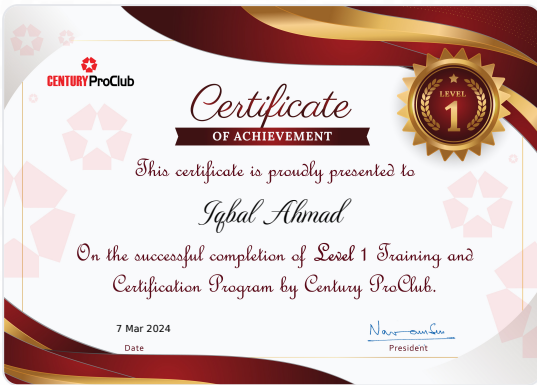 CENTURY ProClub
Certificate
OF ACHIEVEMENT
LEVEL
1
This certificate is proudly presented to
Iqbal Ahmad
On the successful completion of Level 1 Training and
Certification Program by Century ProClub.
7 Mar 2024
Date
President